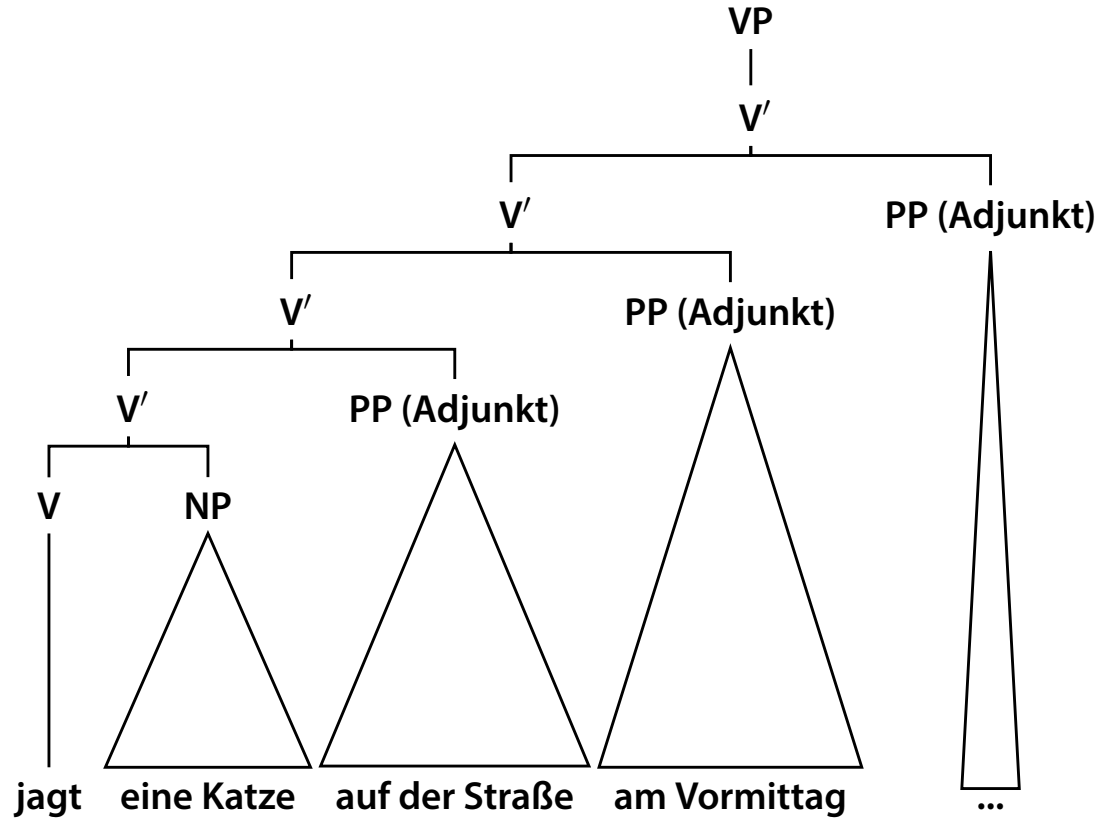 VP
V′
V′ PP (Adjunkt)
V′ PP (Adjunkt)
V′ PP (Adjunkt)
V NP
jagt eine Katze auf der Straße am Vormittag ...